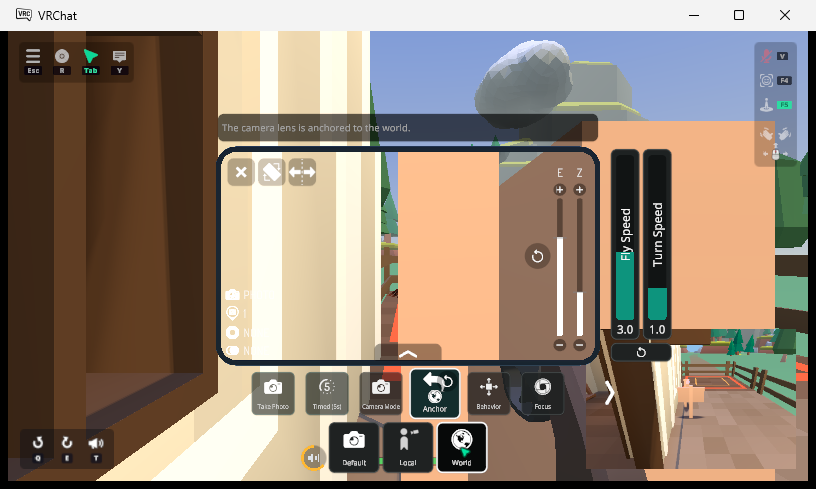 VRChat
Esc
R
Tab
Y
V
F4
F5
The camera lens is anchored to the world.
E
Z
Fly Speed
Turn Speed
3.0
1.0
Take Photo
Timed (5s)
5
Camera Mode
Anchor
Behavior
Focus
Q
E
T
Default
Local
World